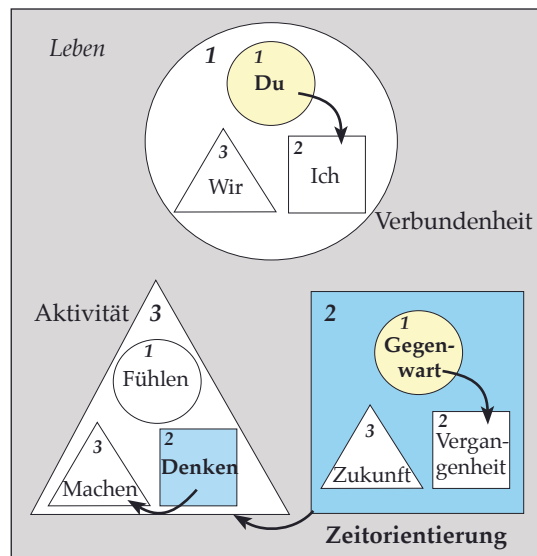 Leben
1
1
Du
2
Ich
3
Wir
Verbundenheit
Aktivität
3
1
Fühlen
2
Denken
3
Machen
2
1
Gegen-
wart
2
Vergan-
genheit
3
Zukunft
Zeitorientierung